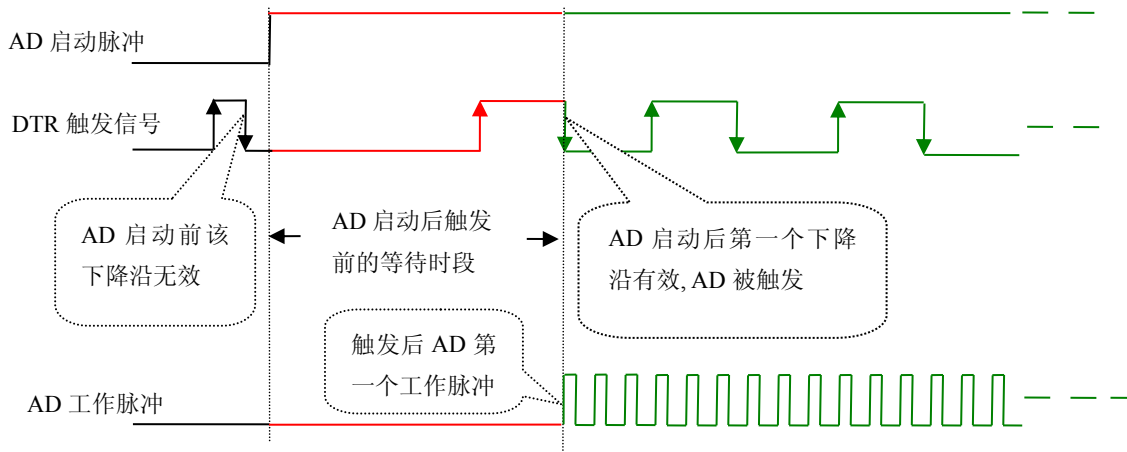 AD 启动脉冲
DTR 触发信号
AD 启动前该
下降沿无效
AD 启动后触发
前的等待时段
AD 启动后第一个下降
沿有效, AD 被触发
触发后 AD 第
一个工作脉冲
AD 工作脉冲